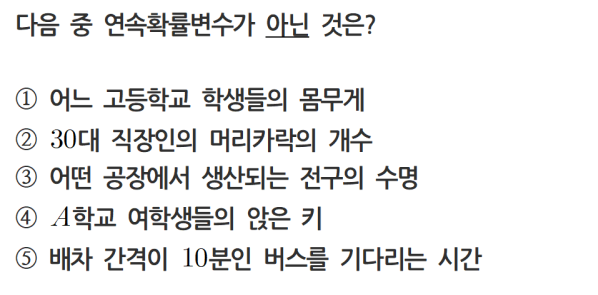 다음 중 연속확률변수가 아닌 것은?
① 어느 고등학교 학생들의 몸무게
② 30대 직장인의 머리카락의 개수
③ 어떤 공장에서 생산되는 전구의 수명
④ A학교 여학생들의 앉은 키
⑤ 배차 간격이 10분인 버스를 기다리는 시간